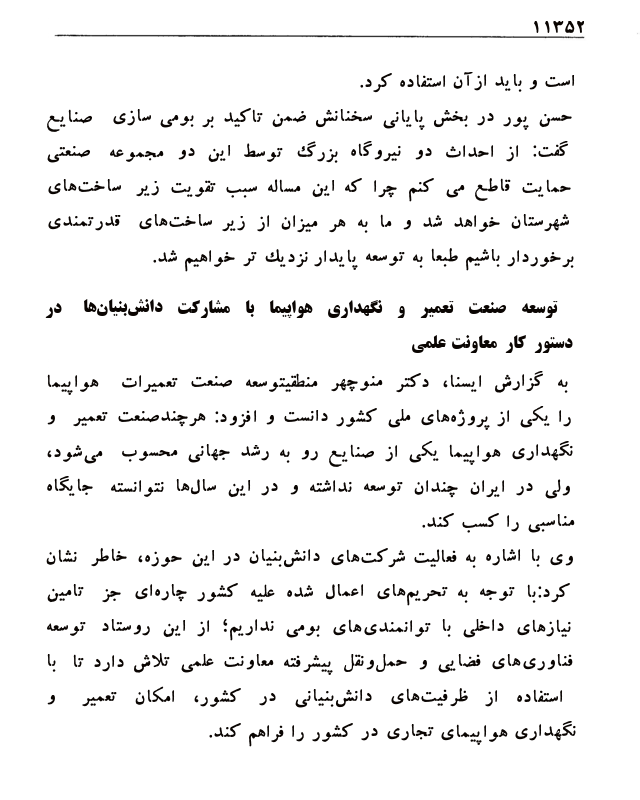 ۱۱۳۵۲
است و باید از آن استفاده کرد.
حسن پور در بخش پایانی سخنانش ضمن تاکید بر بومی سازی صنایع
گفت: از احداث دو نیروگاه بزرگ توسط این دو مجموعه صنعتی
حمایت قاطع می کنم چرا که این مساله سبب تقویت زیر ساخت‌های
شهرستان خواهد شد و ما به هر میزان از زیر ساخت‌های قدرتمندی
برخوردار باشیم طبعا به توسعه پایدار نزدیک تر خواهیم شد.
توسعه صنعت تعمیر و نگهداری هواپیما با مشارکت دانش‌بنیان‌ها در
دستور کار معاونت علمی
به گزارش ایسنا، دکتر منوچهر منطقیتوسعه صنعت تعمیرات هواپیما
را یکی از پروژه‌های ملی کشور دانست و افزود: هرچندصنعت تعمیر و
نگهداری هواپیما یکی از صنایع رو به رشد جهانی محسوب می‌شود،
ولی در ایران چندان توسعه نداشته و در این سال‌ها نتوانسته جایگاه
مناسبی را کسب کند.
وی با اشاره به فعالیت شرکت‌های دانش‌بنیان در این حوزه، خاطر نشان
کرد:با توجه به تحریم‌های اعمال شده علیه کشور چاره‌ای جز تامین
نیازهای داخلی با توانمندی‌های بومی نداریم؛ از این روستاد توسعه
فناوری‌های فضایی و حمل‌ونقل پیشرفته معاونت علمی تلاش دارد تا با
استفاده از ظرفیت‌های دانش‌بنیانی در کشور، امکان تعمیر و
نگهداری هواپیمای تجاری در کشور را فراهم کند.